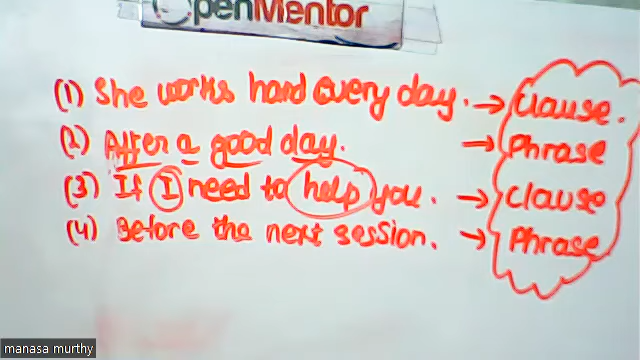 OpenMentor
(1) She works hard every day. → Clause.
(2) After a good day. → Phrase
(3) If I need to help you. → Clause
(4) Before the next session. → Phrase
manasa murthy